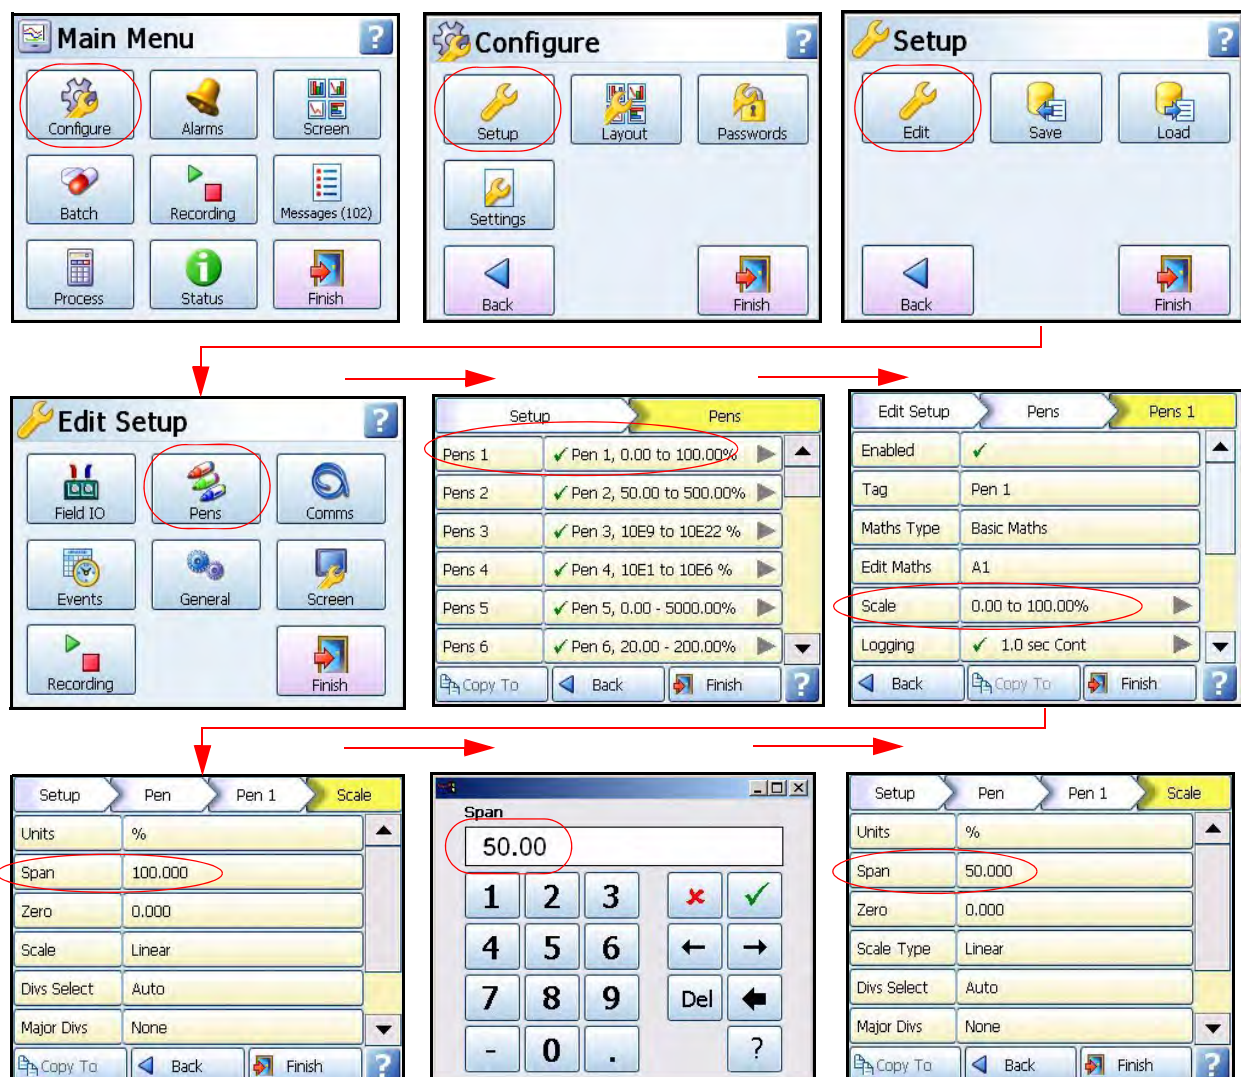 Main Menu ?
Configure Alarms Screen
Batch Recording Messages (102)
Process Status Finish
Configure ?
Setup Layout Passwords
Settings
Back Finish
Setup ?
Edit Save Load
Back Finish
Edit Setup ?
Field IO Pens Comms
Events General Screen
Recording Finish
Setup Pens
Pens 1 Pen 1, 0.00 to 100.00%
Pens 2 Pen 2, 50.00 to 500.00%
Pens 3 Pen 3, 10E9 to 10E22 %
Pens 4 Pen 4, 10E1 to 10E6 %
Pens 5 Pen 5, 0.00 - 5000.00%
Pens 6 Pen 6, 20.00 - 200.00%
Copy To Back Finish ?
Edit Setup Pens Pens 1
Enabled
Tag Pen 1
Maths Type Basic Maths
Edit Maths A1
Scale 0.00 to 100.00%
Logging 1.0 sec Cont
Back Copy To Finish ?
Setup Pen Pen 1 Scale
Units %
Span 100.000
Zero 0.000
Scale Linear
Divs Select Auto
Major Divs None
Copy To Back Finish ?
Span
50.00
1 2 3
4 5 6
7 8 9 Del
- 0 . ?
Setup Pen Pen 1 Scale
Units %
Span 50.000
Zero 0.000
Scale Type Linear
Divs Select Auto
Major Divs None
Copy To Back Finish ?